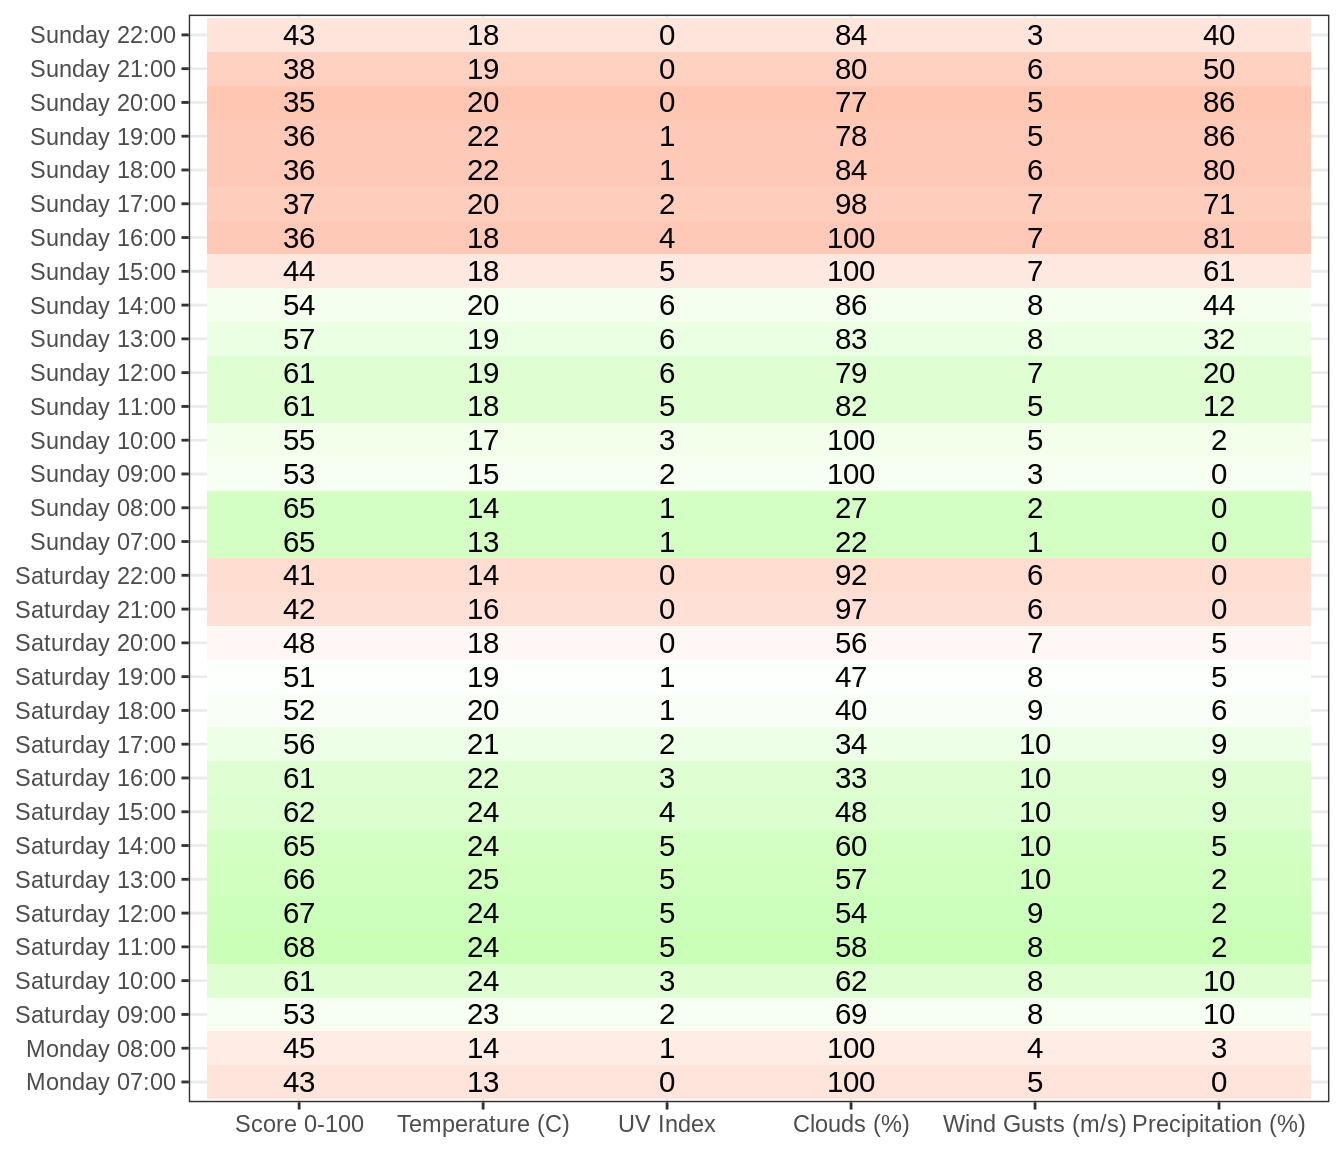 Sunday 22:00 43 18 0 84 3 40
Sunday 21:00 38 19 0 80 6 50
Sunday 20:00 35 20 0 77 5 86
Sunday 19:00 36 22 1 78 5 86
Sunday 18:00 36 22 1 84 6 80
Sunday 17:00 37 20 2 98 7 71
Sunday 16:00 36 18 4 100 7 81
Sunday 15:00 44 18 5 100 7 61
Sunday 14:00 54 20 6 86 8 44
Sunday 13:00 57 19 6 83 8 32
Sunday 12:00 61 19 6 79 7 20
Sunday 11:00 61 18 5 82 5 12
Sunday 10:00 55 17 3 100 5 2
Sunday 09:00 53 15 2 100 3 0
Sunday 08:00 65 14 1 27 2 0
Sunday 07:00 65 13 1 22 1 0
Saturday 22:00 41 14 0 92 6 0
Saturday 21:00 42 16 0 97 6 0
Saturday 20:00 48 18 0 56 7 5
Saturday 19:00 51 19 1 47 8 5
Saturday 18:00 52 20 1 40 9 6
Saturday 17:00 56 21 2 34 10 9
Saturday 16:00 61 22 3 33 10 9
Saturday 15:00 62 24 4 48 10 9
Saturday 14:00 65 24 5 60 10 5
Saturday 13:00 66 25 5 57 10 2
Saturday 12:00 67 24 5 54 9 2
Saturday 11:00 68 24 5 58 8 2
Saturday 10:00 61 24 3 62 8 10
Saturday 09:00 53 23 2 69 8 10
Monday 08:00 45 14 1 100 4 3
Monday 07:00 43 13 0 100 5 0
Score 0-100 Temperature (C) UV Index Clouds (%) Wind Gusts (m/s) Precipitation (%)